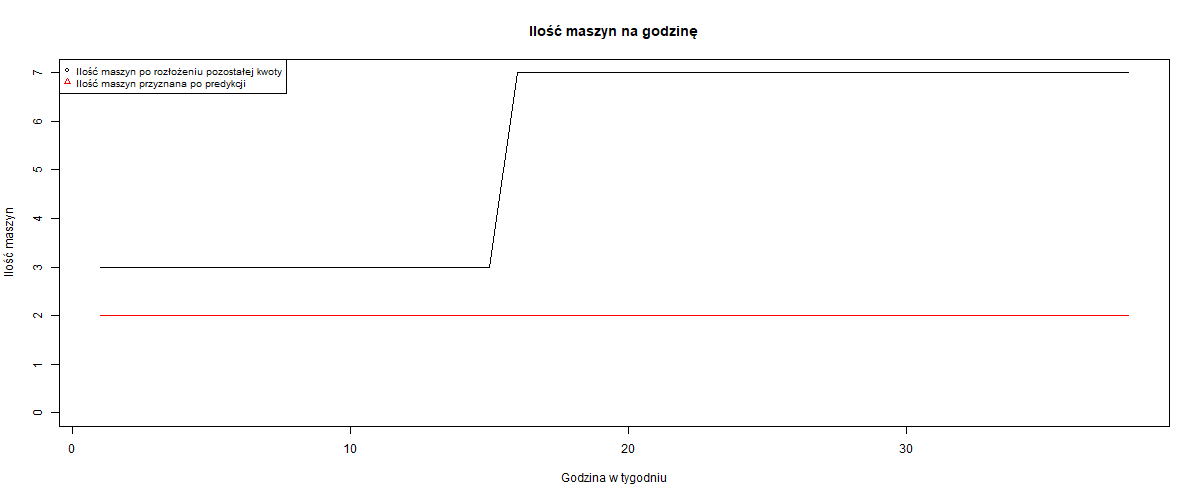 Ilość maszyn na godzinę
Ilość maszyn po rozłożeniu pozostałej kwoty
Ilość maszyn przyznana po predykcji
Ilość maszyn
7
6
5
4
3
2
1
0
0 10 20 30
Godzina w tygodniu